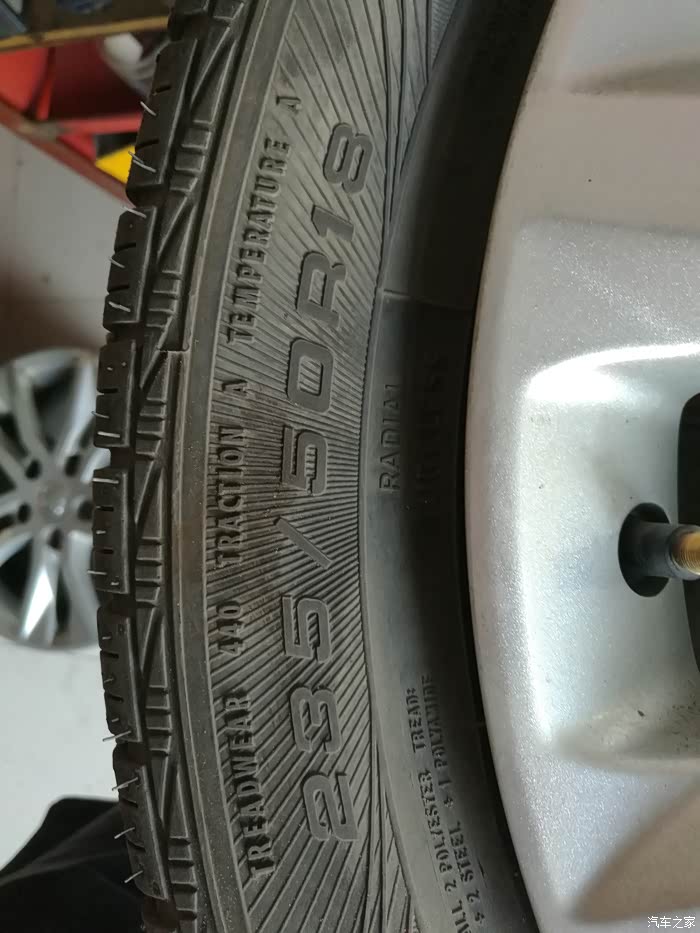 TREADWEAR 440 TRACTION A TEMPERATURE A
235/50R18
RADIAL
2 POLYESTER TREAD:
+ 2 STEEL + 1 POLYAMIDE
汽车之家